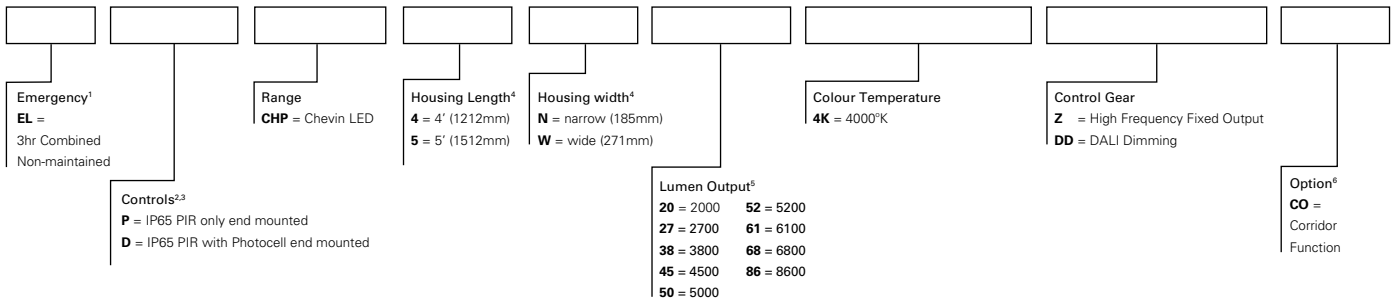 Emergency¹
EL =
3hr Combined
Non-maintained
Controls²,³
P = IP65 PIR only end mounted
D = IP65 PIR with Photocell end mounted
Range
CHP = Chevin LED
Housing Length⁴
4 = 4' (1212mm)
5 = 5' (1512mm)
Housing width⁴
N = narrow (185mm)
W = wide (271mm)
Lumen Output⁵
20 = 2000 52 = 5200
27 = 2700 61 = 6100
38 = 3800 68 = 6800
45 = 4500 86 = 8600
50 = 5000
Colour Temperature
4K = 4000°K
Control Gear
Z = High Frequency Fixed Output
DD = DALI Dimming
Option⁶
CO =
Corridor
Function